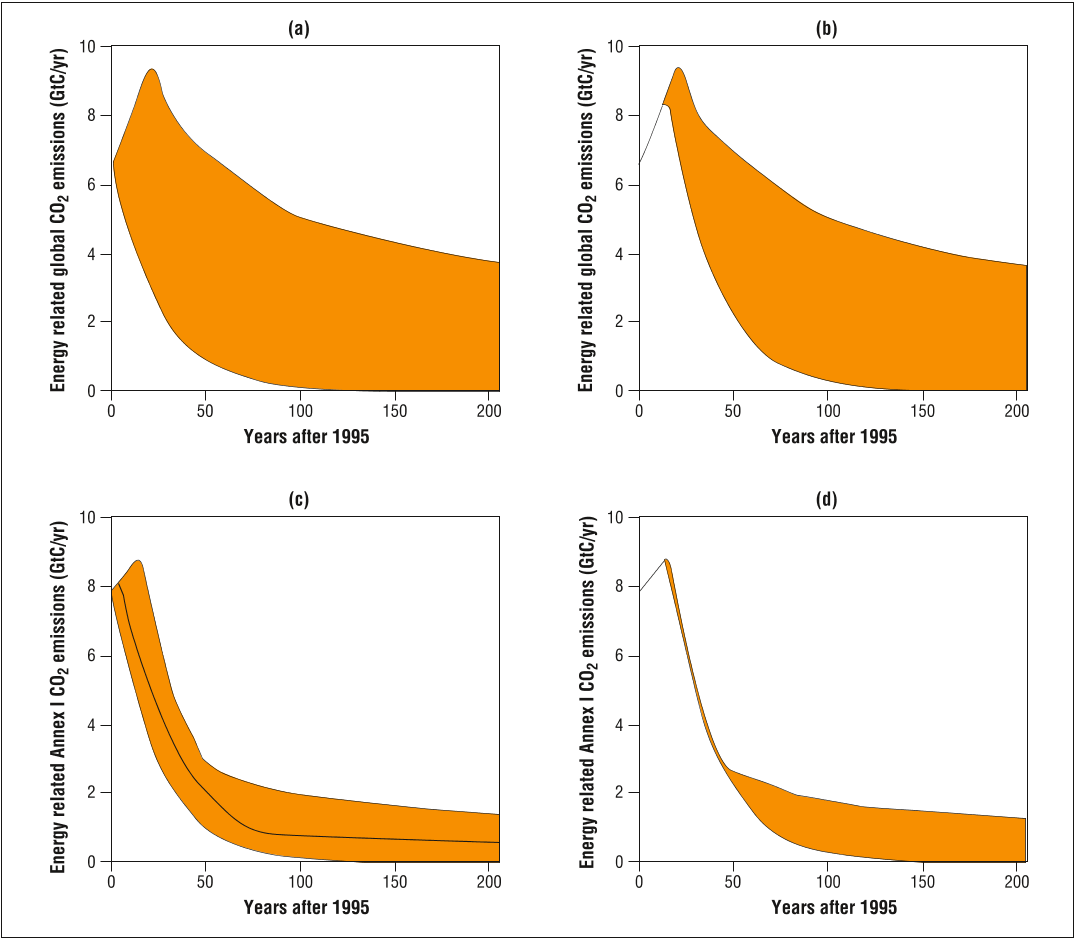 (a)
Energy related global CO2 emissions (GtC/yr)
10
8
6
4
2
0
0 50 100 150 200
Years after 1995
(b)
Energy related global CO2 emissions (GtC/yr)
10
8
6
4
2
0
0 50 100 150 200
Years after 1995
(c)
Energy related Annex I CO2 emissions (GtC/yr)
10
8
6
4
2
0
0 50 100 150 200
Years after 1995
(d)
Energy related Annex I CO2 emissions (GtC/yr)
10
8
6
4
2
0
0 50 100 150 200
Years after 1995